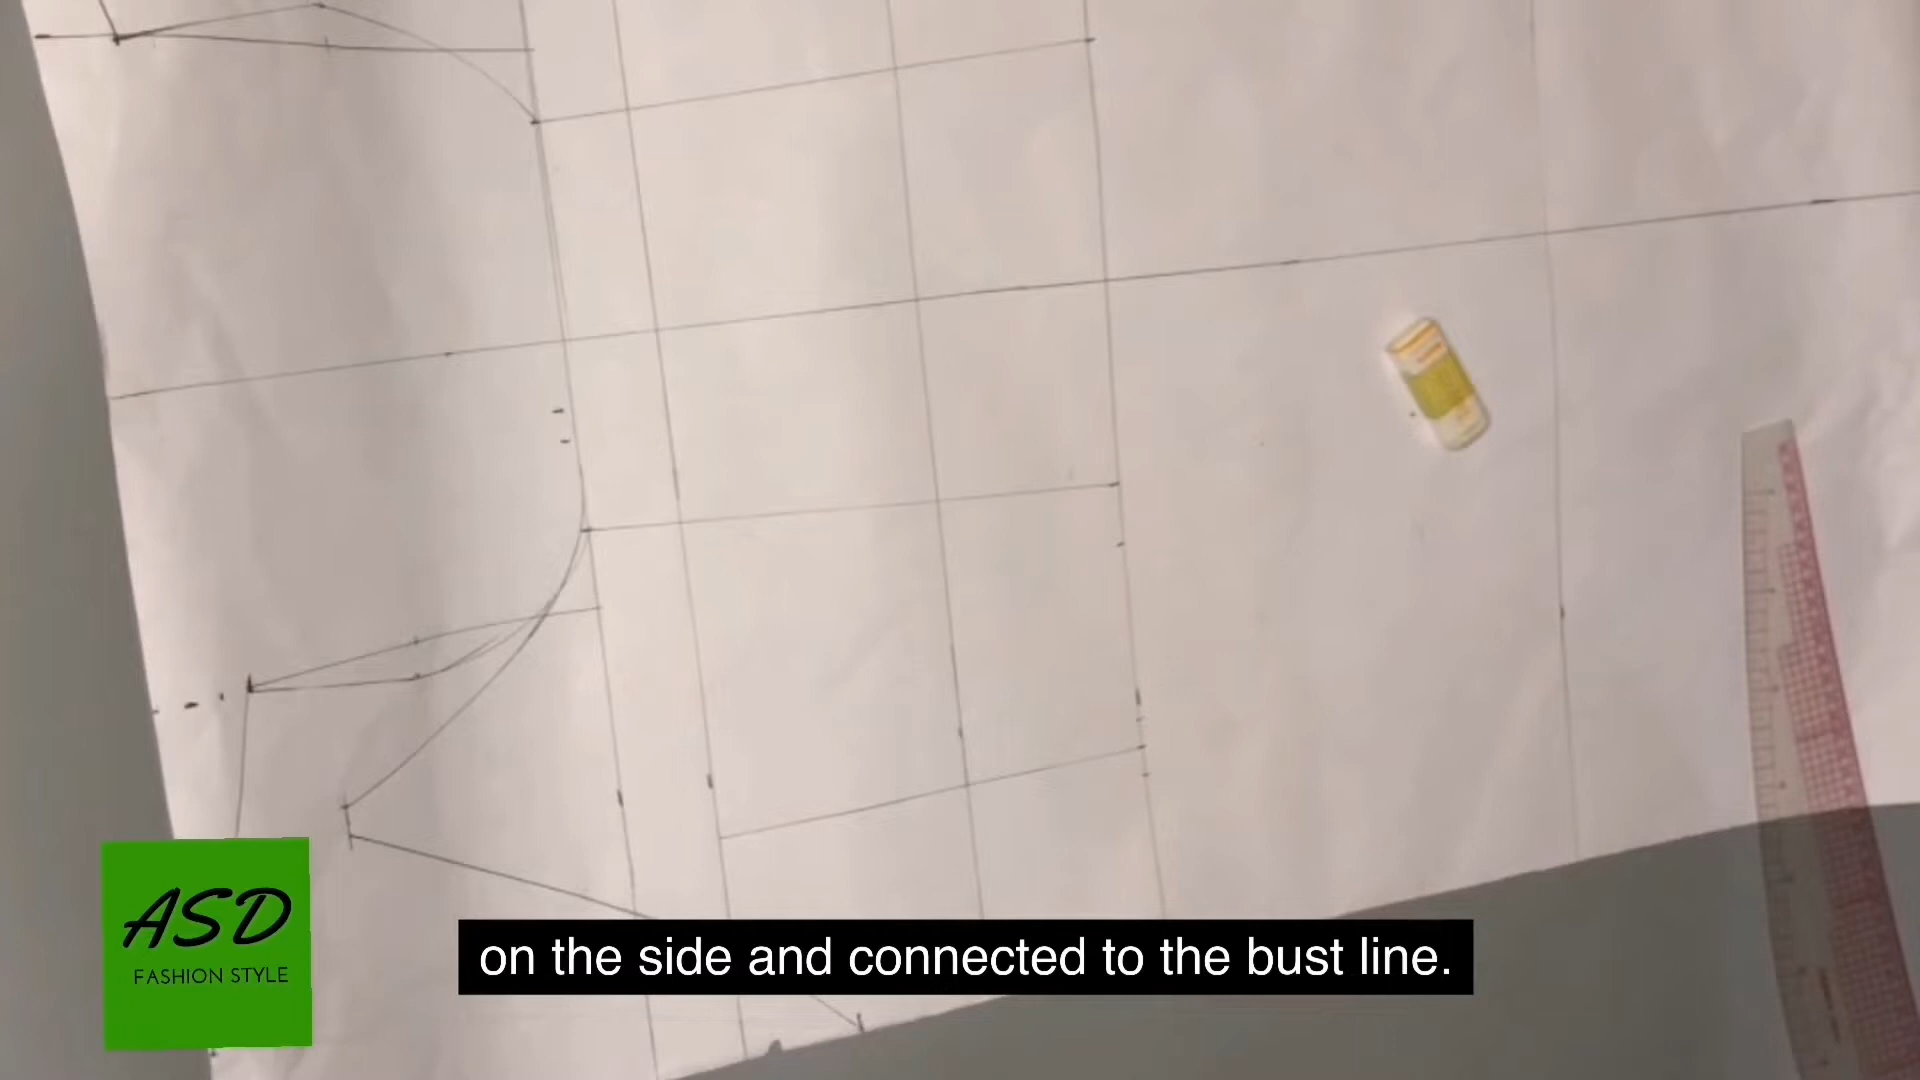 ASD
FASHION STYLE
on the side and connected to the bust line.